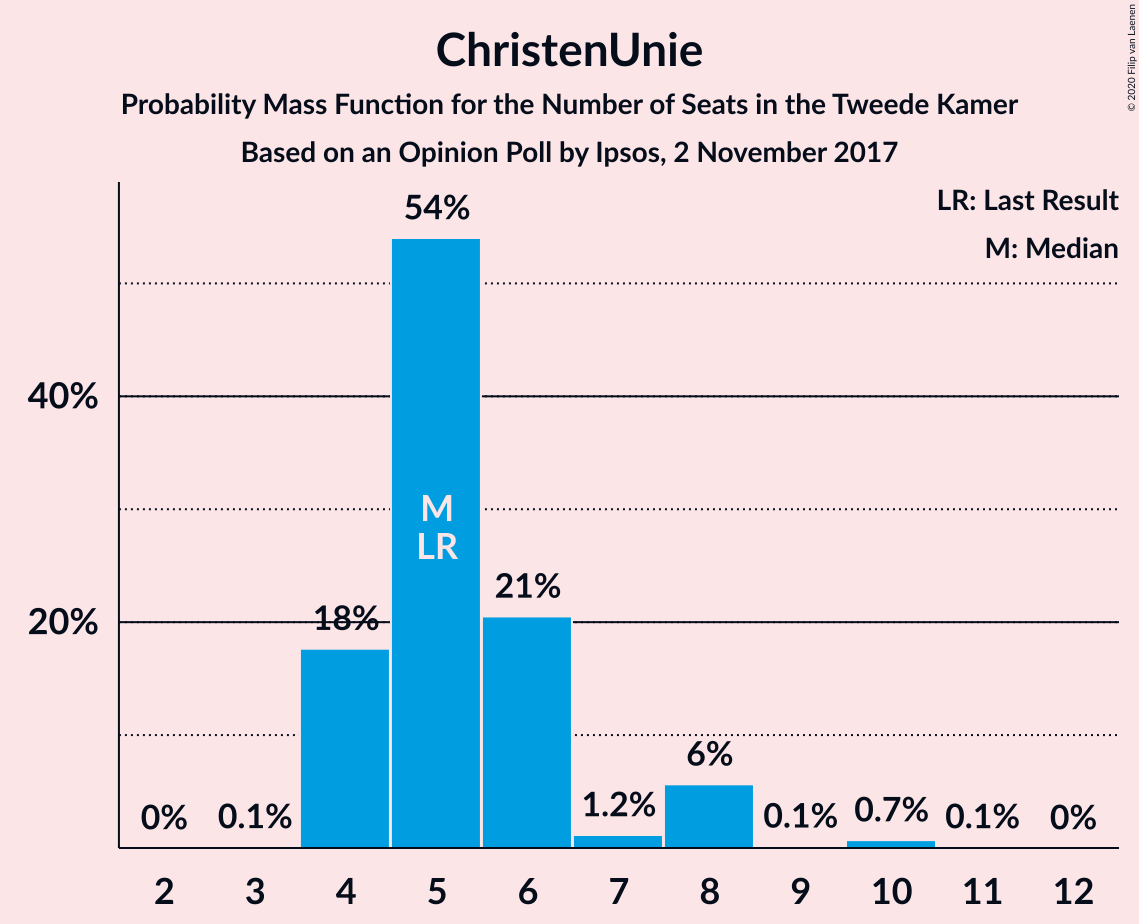 ChristenUnie
Probability Mass Function for the Number of Seats in the Tweede Kamer
Based on an Opinion Poll by Ipsos, 2 November 2017
© 2020 Filip van Laenen
LR: Last Result
M: Median
54%
40%
M
LR
21%
18%
20%
6%
1.2%
0.7%
0%
0.1%
0.1%
0.1%
0%
2 3 4 5 6 7 8 9 10 11 12